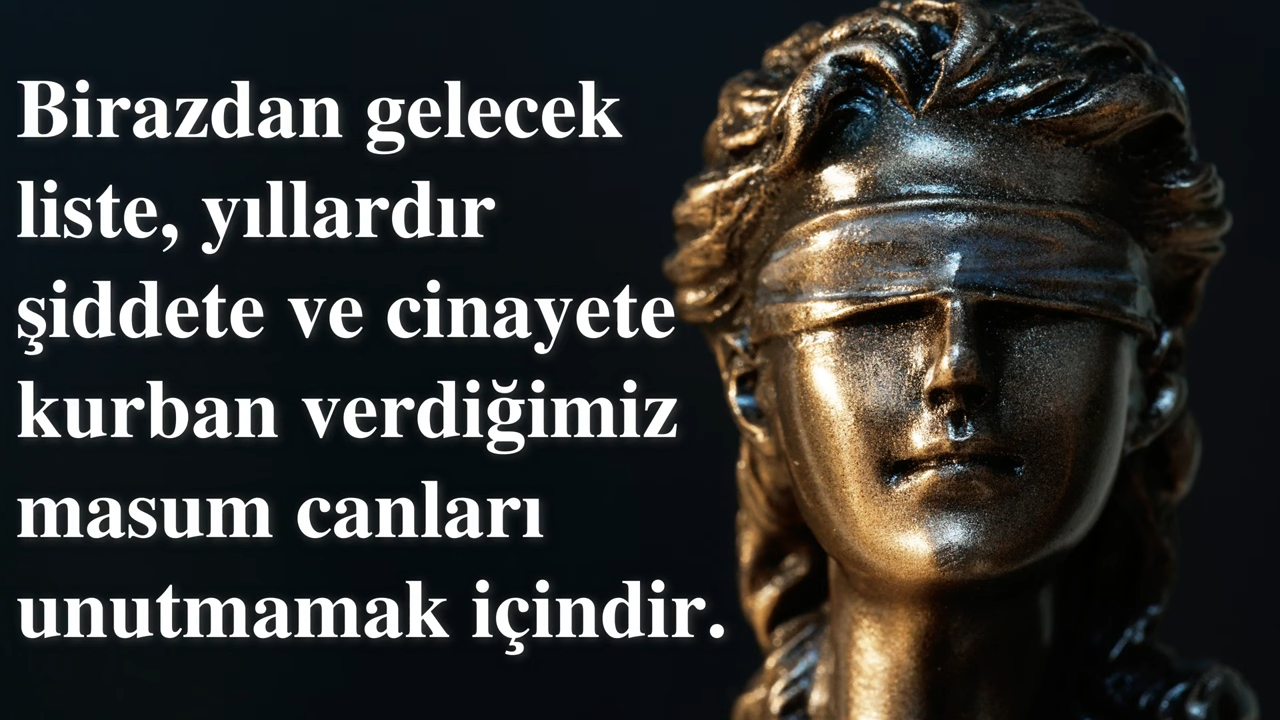 Birazdan gelecek
liste, yıllardır
şiddete ve cinayete
kurban verdiğimiz
masum canları
unutmamak içindir.